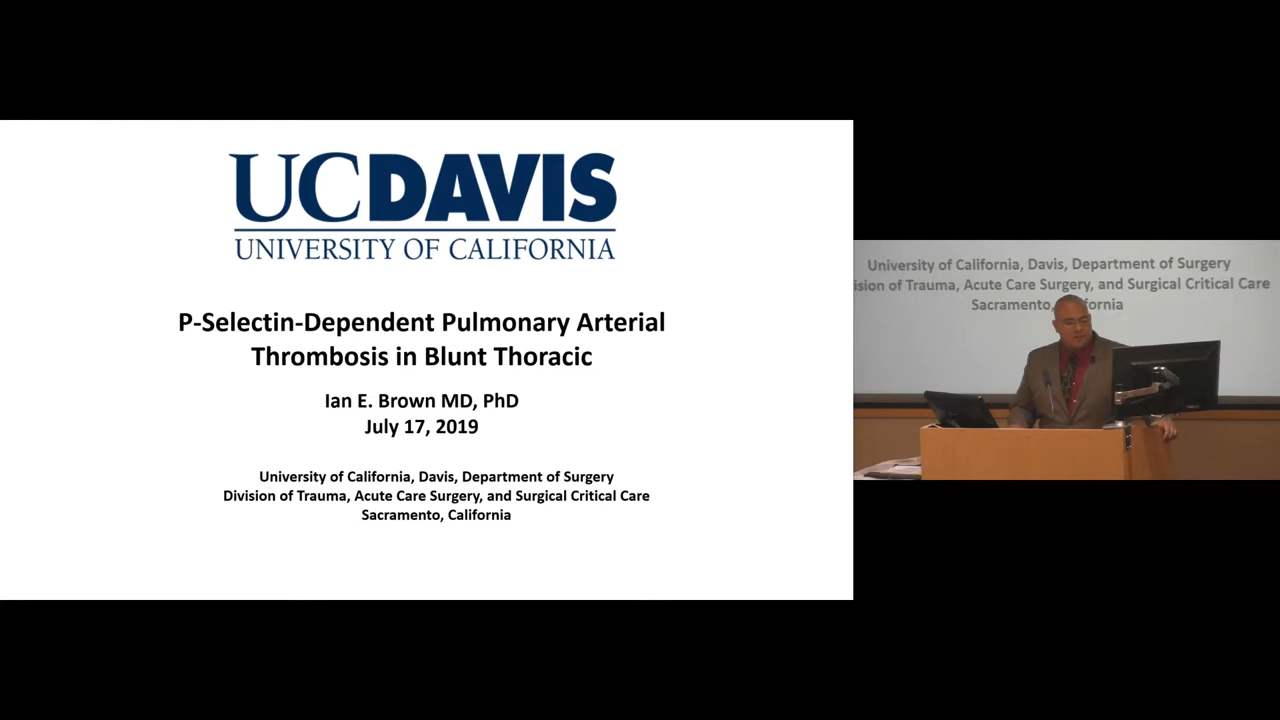 UCDAVIS
UNIVERSITY OF CALIFORNIA
P-Selectin-Dependent Pulmonary Arterial
Thrombosis in Blunt Thoracic
Ian E. Brown MD, PhD
July 17, 2019
University of California, Davis, Department of Surgery
Division of Trauma, Acute Care Surgery, and Surgical Critical Care
Sacramento, California
University of California, Davis, Department of Surgery
ision of Trauma, Acute Care Surgery, and Surgical Critical Care
Sacramento, fornia